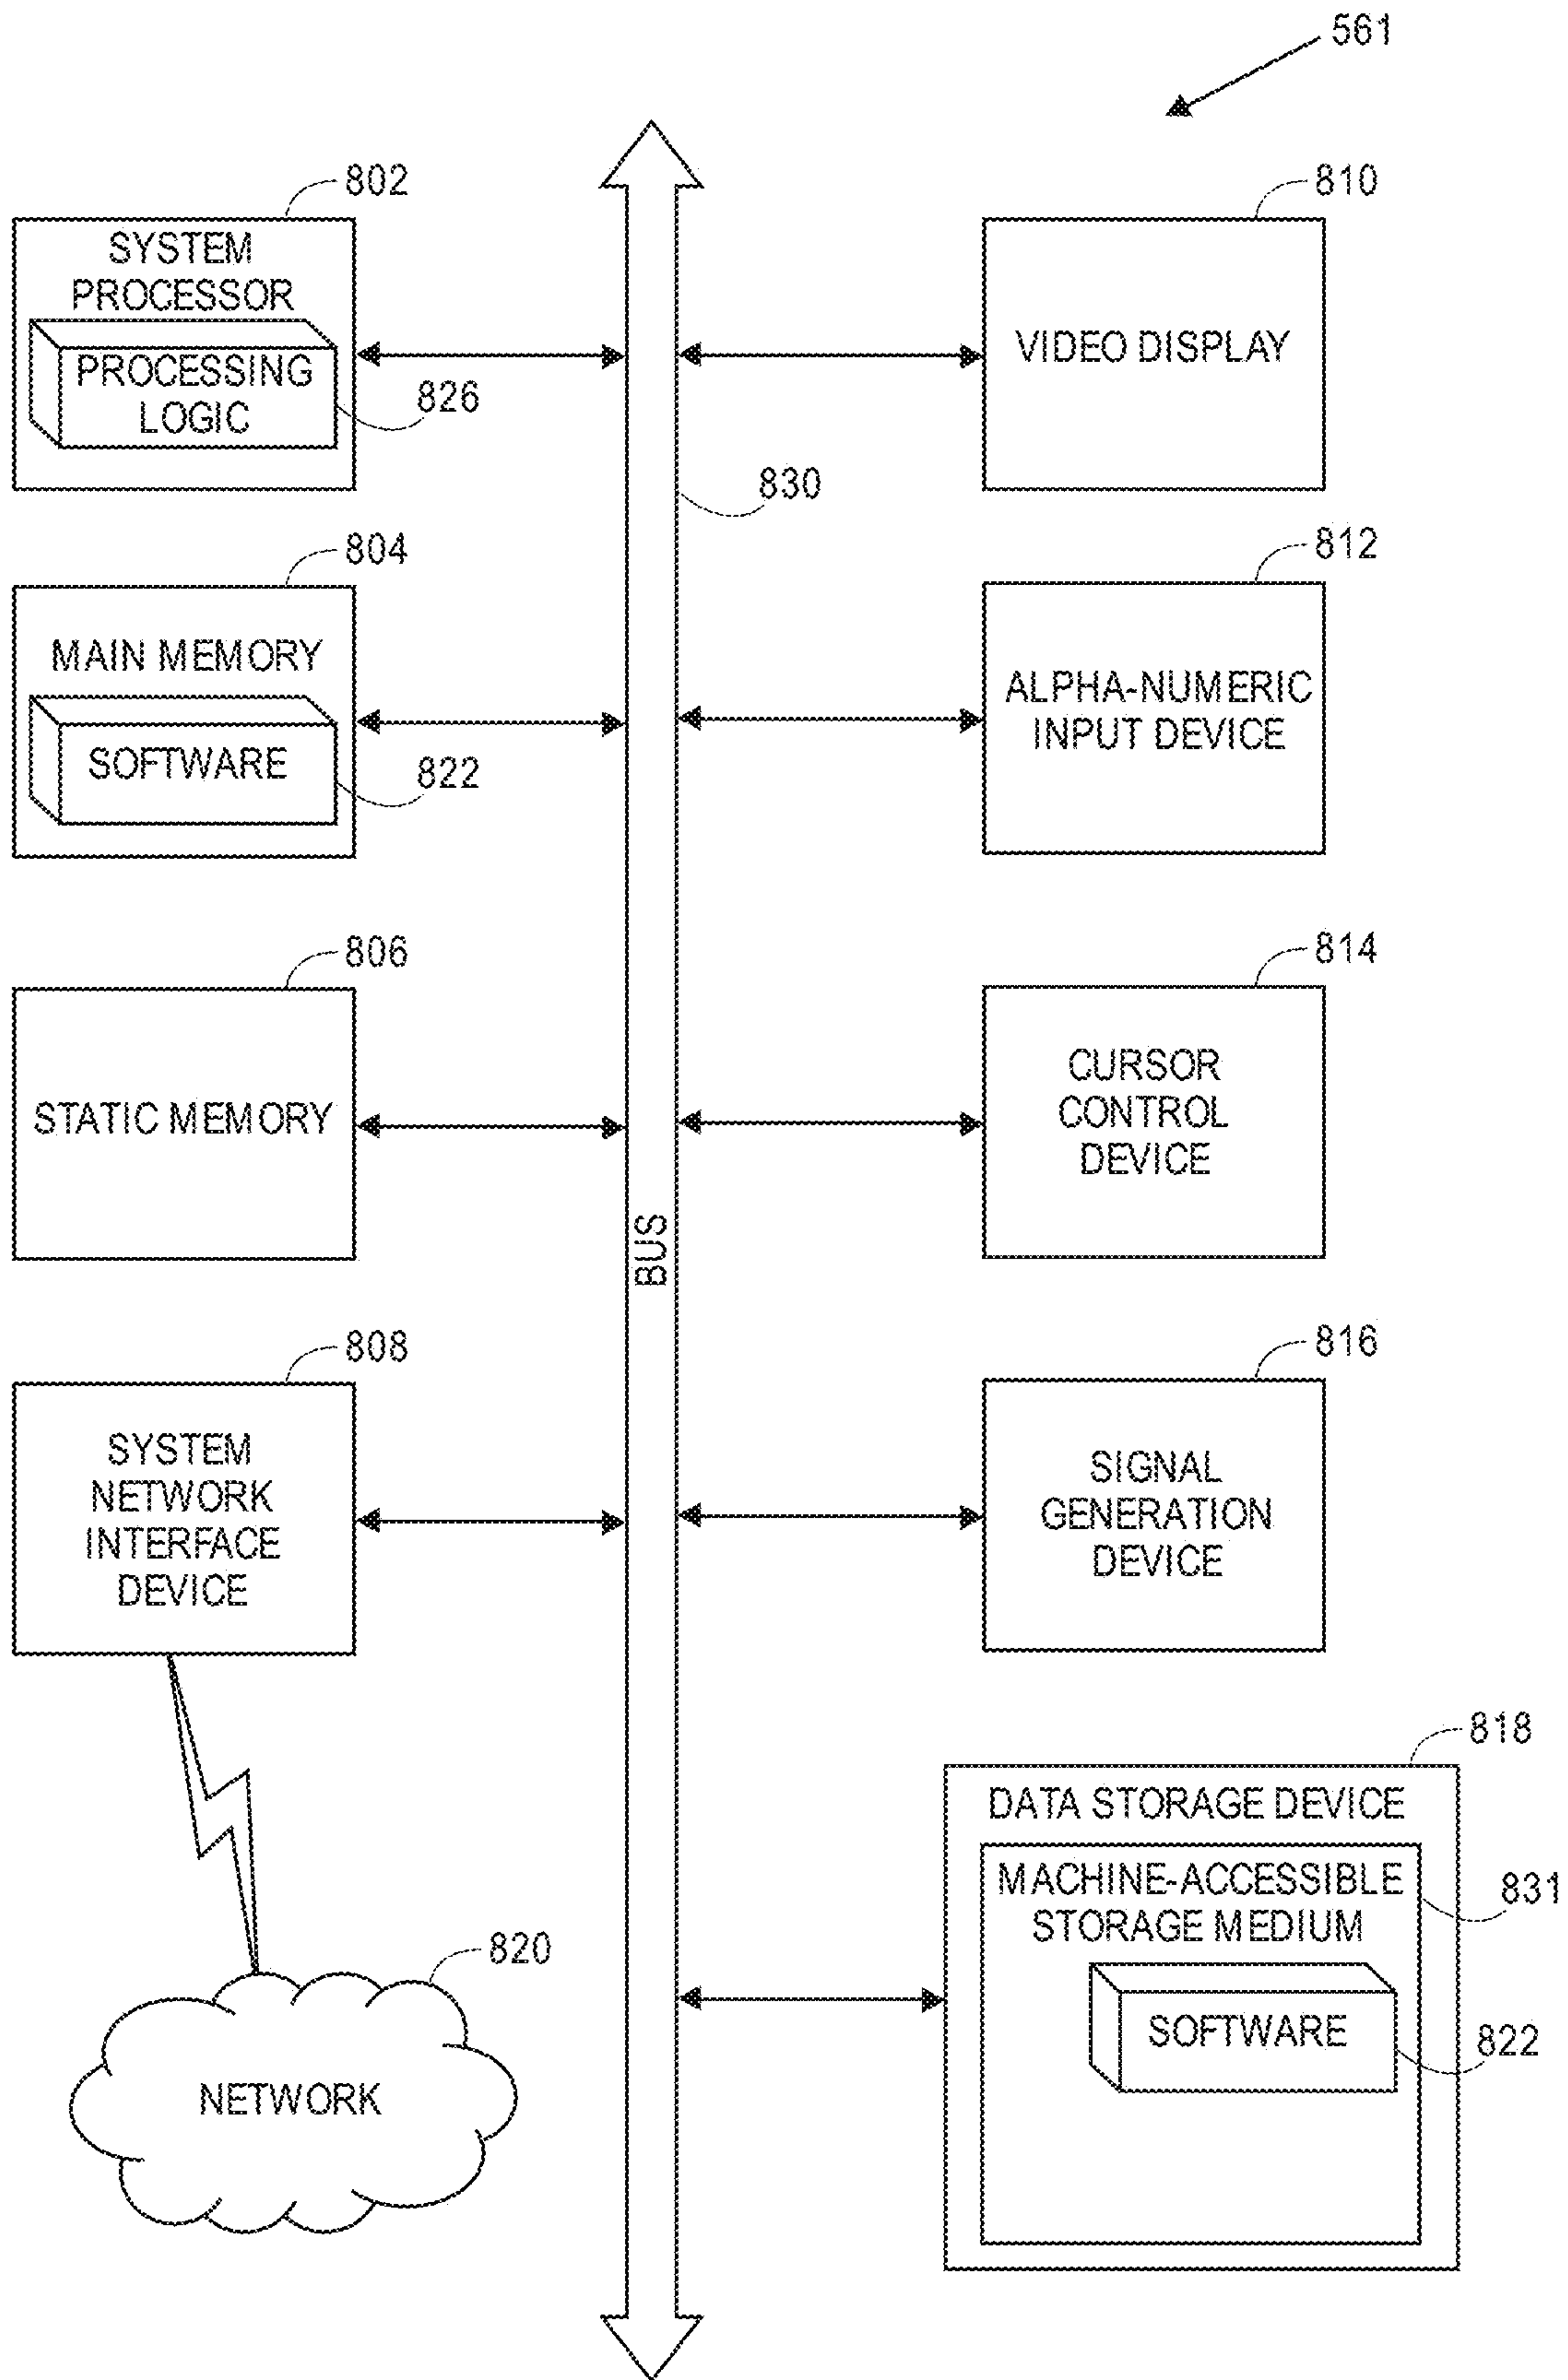 561
802
SYSTEM
PROCESSOR
PROCESSING
LOGIC
826
810
VIDEO DISPLAY
830
804
MAIN MEMORY
SOFTWARE
822
812
ALPHA-NUMERIC
INPUT DEVICE
806
STATIC MEMORY
814
CURSOR
CONTROL
DEVICE
BUS
808
SYSTEM
NETWORK
INTERFACE
DEVICE
816
SIGNAL
GENERATION
DEVICE
818
DATA STORAGE DEVICE
MACHINE-ACCESSIBLE
STORAGE MEDIUM
831
SOFTWARE
822
820
NETWORK